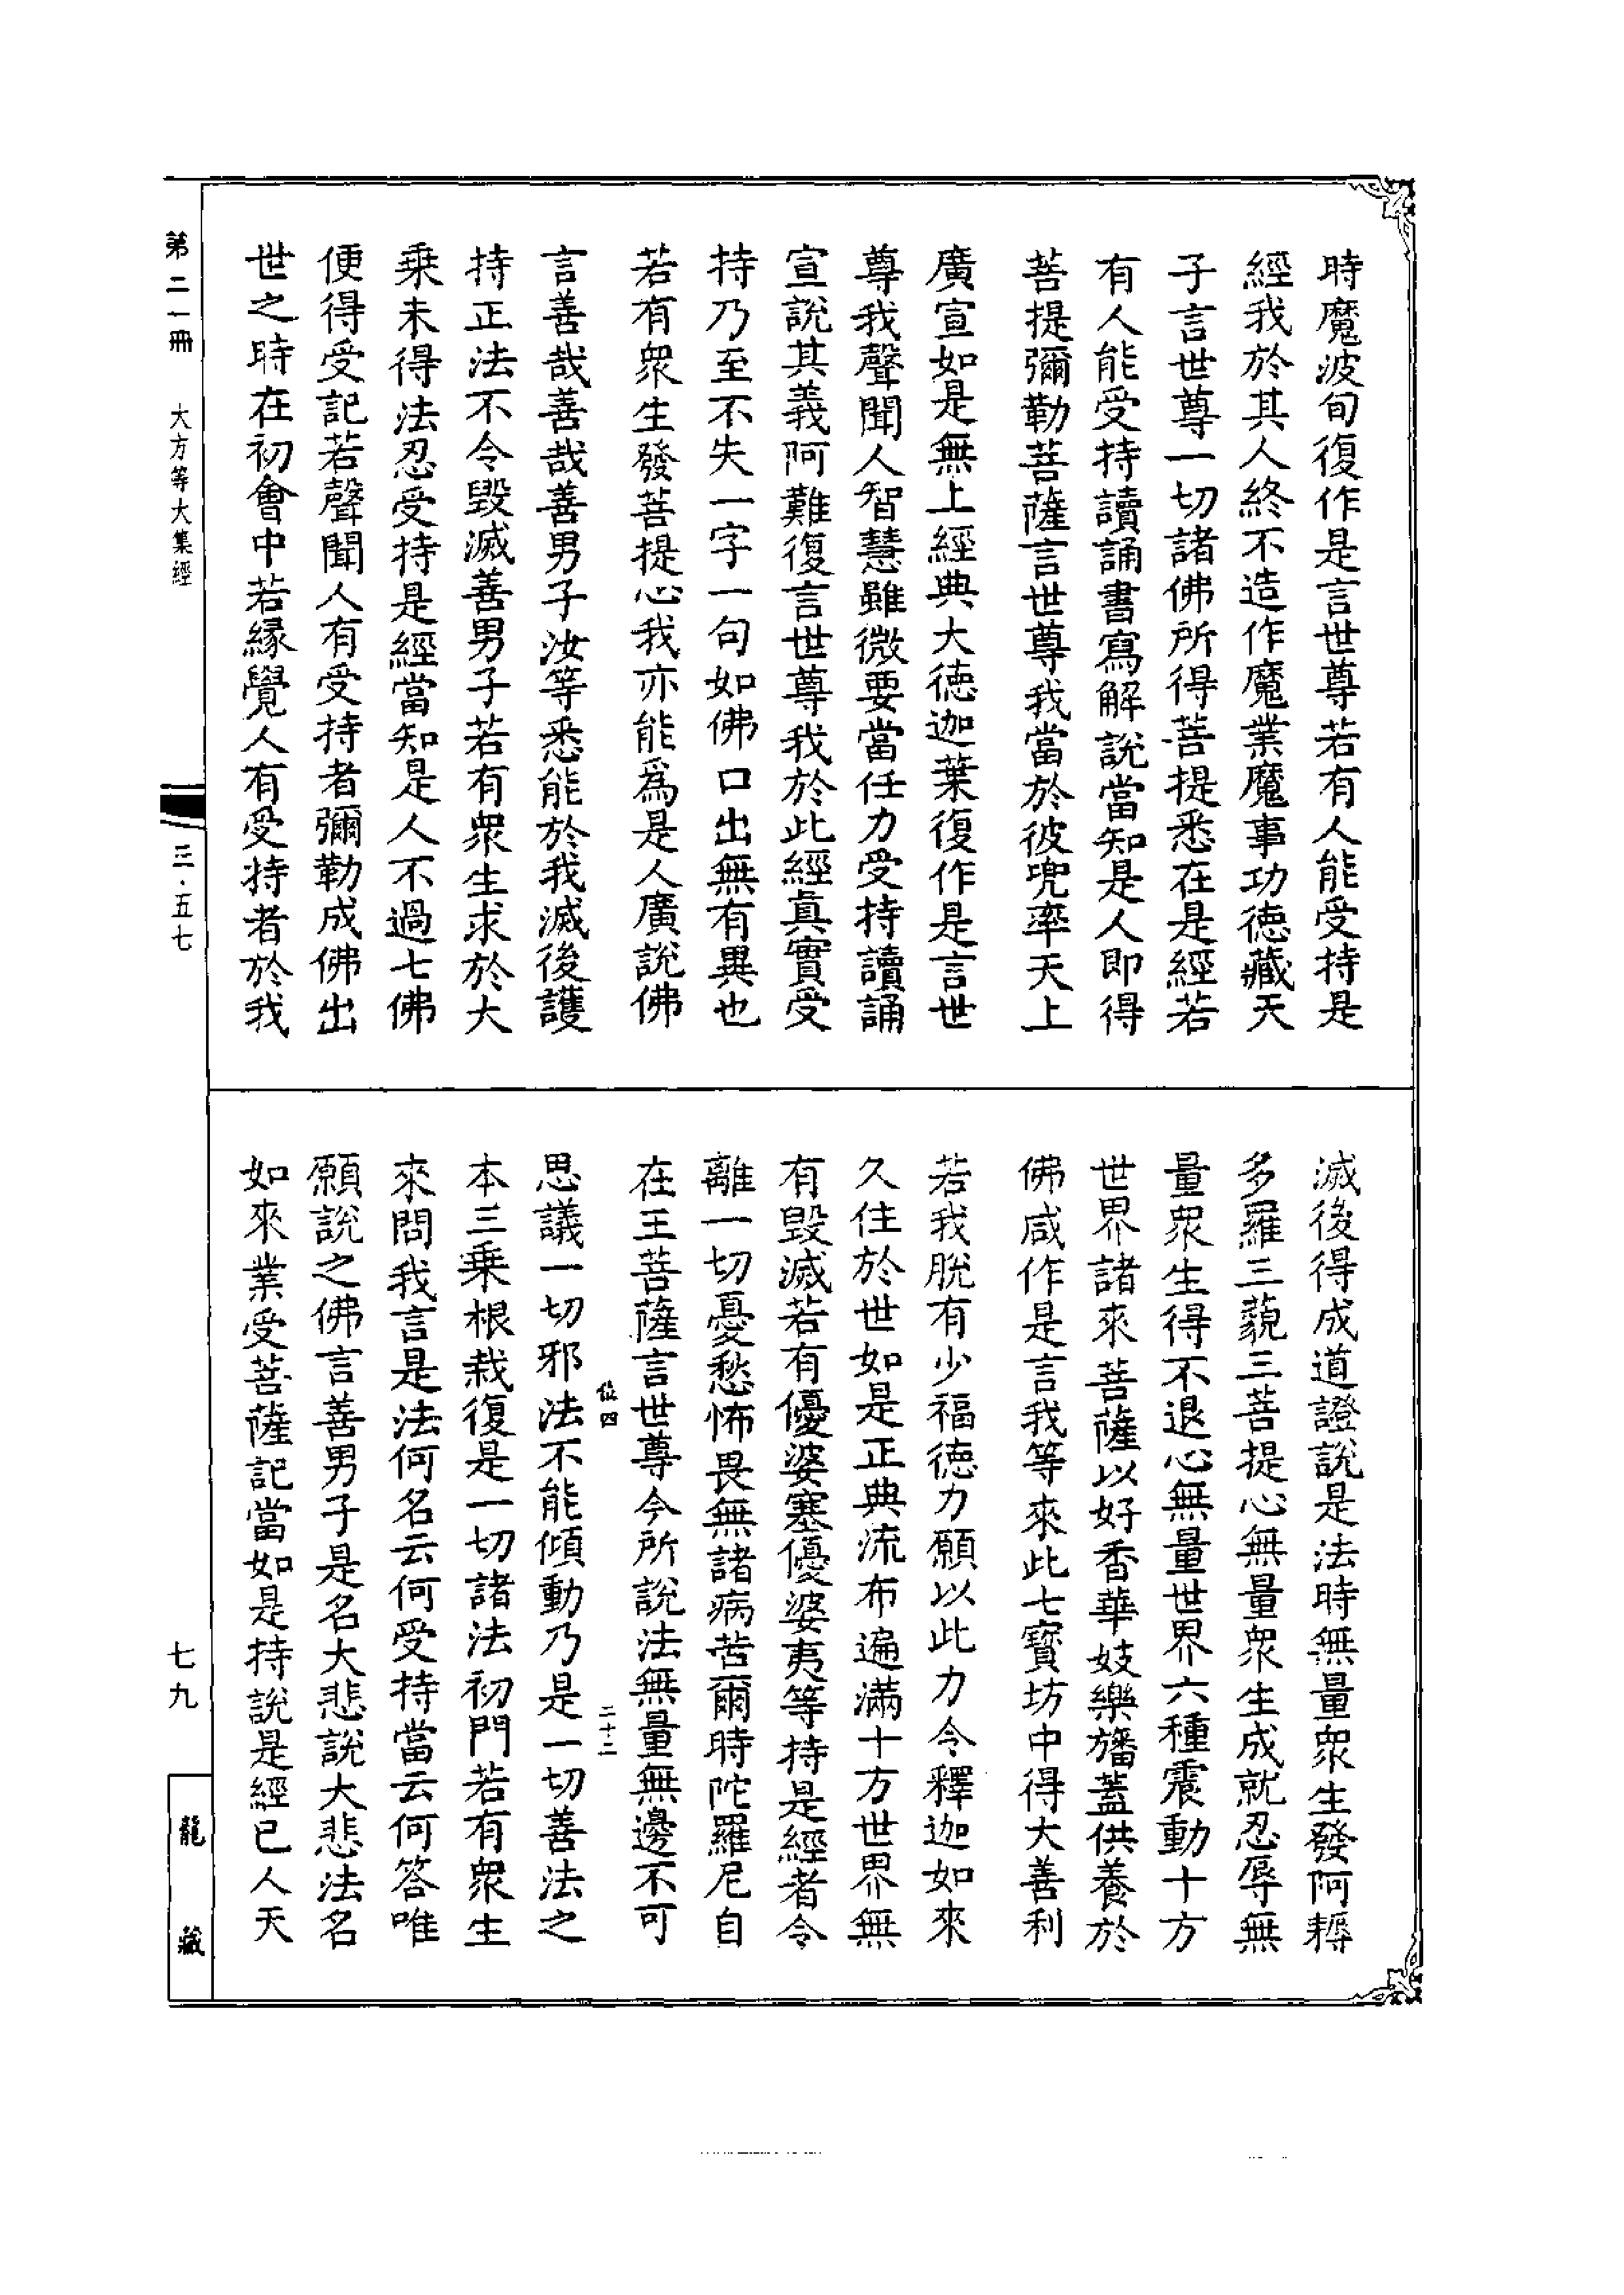 時魔波旬復作是言世尊若有人能受持是
經我於其人終不造作魔業魔事功德藏天
子言世尊一切諸佛所得菩提悉在是經若
有人能受持讀誦書寫解說當知是人即得
菩提彌勒菩薩言世尊我當於彼兜率天上
廣宣如是無上經典大德迦葉復作是言世
尊我聲聞人智慧雖微要當任力受持讀誦
宣說其義阿難復言世尊我於此經眞實受
持乃至不失一字一句如佛口出無有異也
若有衆生發菩提心我亦能爲是人廣說佛
言善哉善哉善男子汝等悉能於我滅後護
持正法不令毀滅善男子若有衆生求於大
乗未得法忍受持是經當知是人不過七佛
便得受記若聲聞人有受持者彌勒成佛出
世之時在初會中若緣覺人有受持者於我
滅後得成道證說是法時無量衆生發阿耨
多羅三藐三菩提心無量衆生成就忍辱無
量衆生得不退心無量世界六種震動十方
世界諸來菩薩以好香華妓樂旛蓋供養於
佛咸作是言我等來此七寳坊中得大善利
若我脫有少福德力願以此力令釋迦如來
久住於世如是正典流布遍滿十方世界無
有毀滅若有優婆塞優婆夷等持是經者令
離一切憂愁怖畏無諸病苦爾時陀羅尼自
在王菩薩言世尊今所說法無量無邊不可
位四 二十二
思議一切邪法不能傾動乃是一切善法之
本三乗根栽復是一切諸法初門若有衆生
來問我言是法何名云何受持當云何答唯
願說之佛言善男子是名大悲說大悲法名
如來業受菩薩記當如是持說是經已人天
第二一冊 大方等大集經 三·五七 七九
龍藏